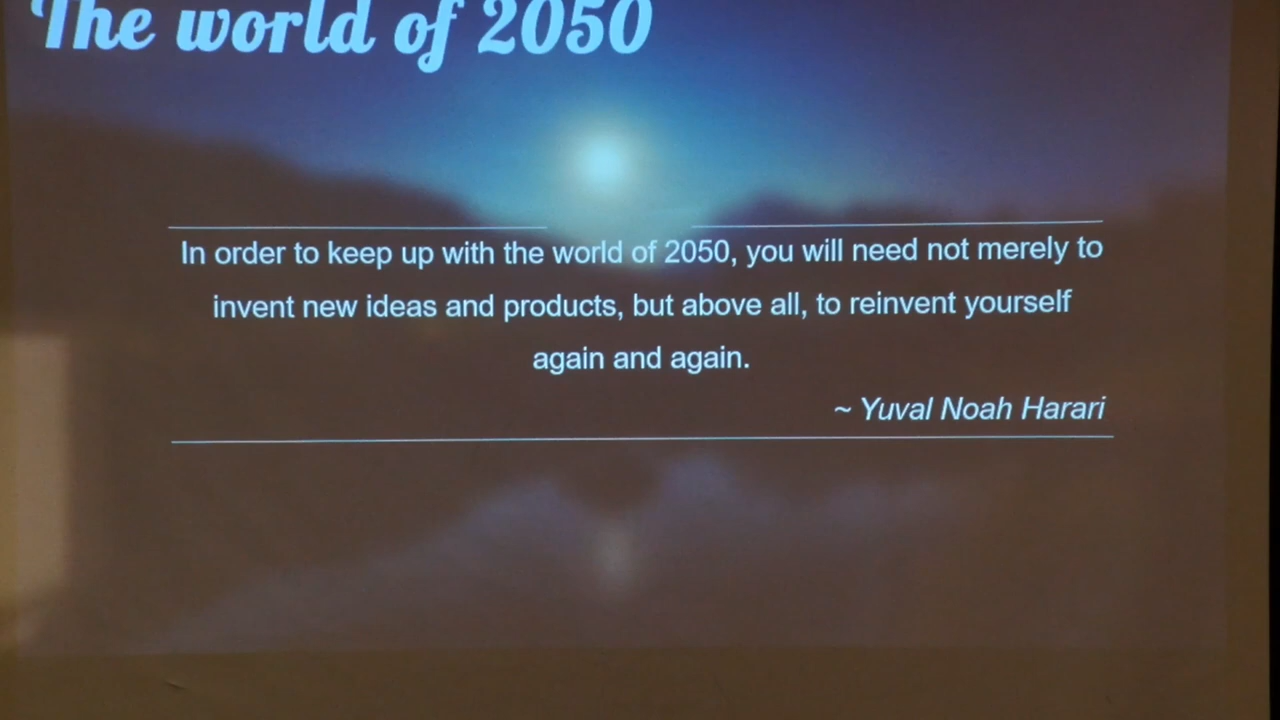 The world of 2050
In order to keep up with the world of 2050, you will need not merely to
invent new ideas and products, but above all, to reinvent yourself
again and again.
~ Yuval Noah Harari